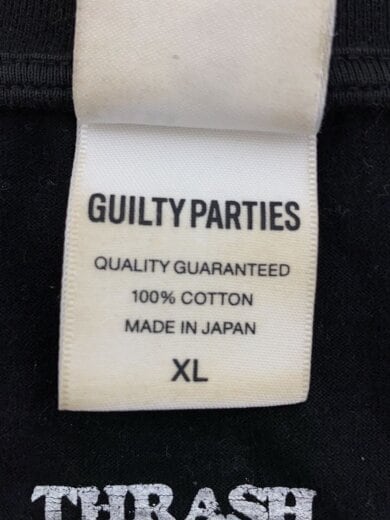 GUILTY PARTIES
QUALITY GUARANTEED
100% COTTON
MADE IN JAPAN
XL
THRASH